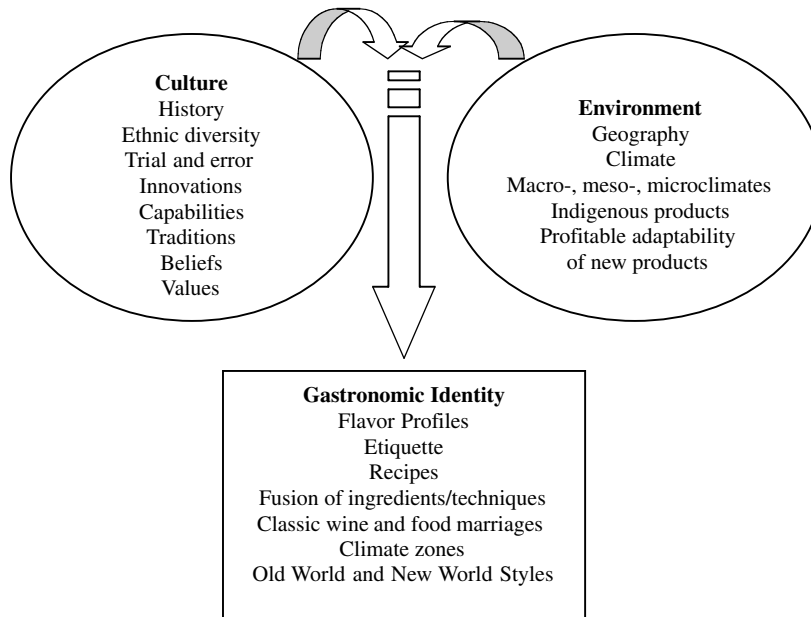 Culture
History
Ethnic diversity
Trial and error
Innovations
Capabilities
Traditions
Beliefs
Values
Environment
Geography
Climate
Macro-, meso-, microclimates
Indigenous products
Profitable adaptability
of new products
Gastronomic Identity
Flavor Profiles
Etiquette
Recipes
Fusion of ingredients/techniques
Classic wine and food marriages
Climate zones
Old World and New World Styles